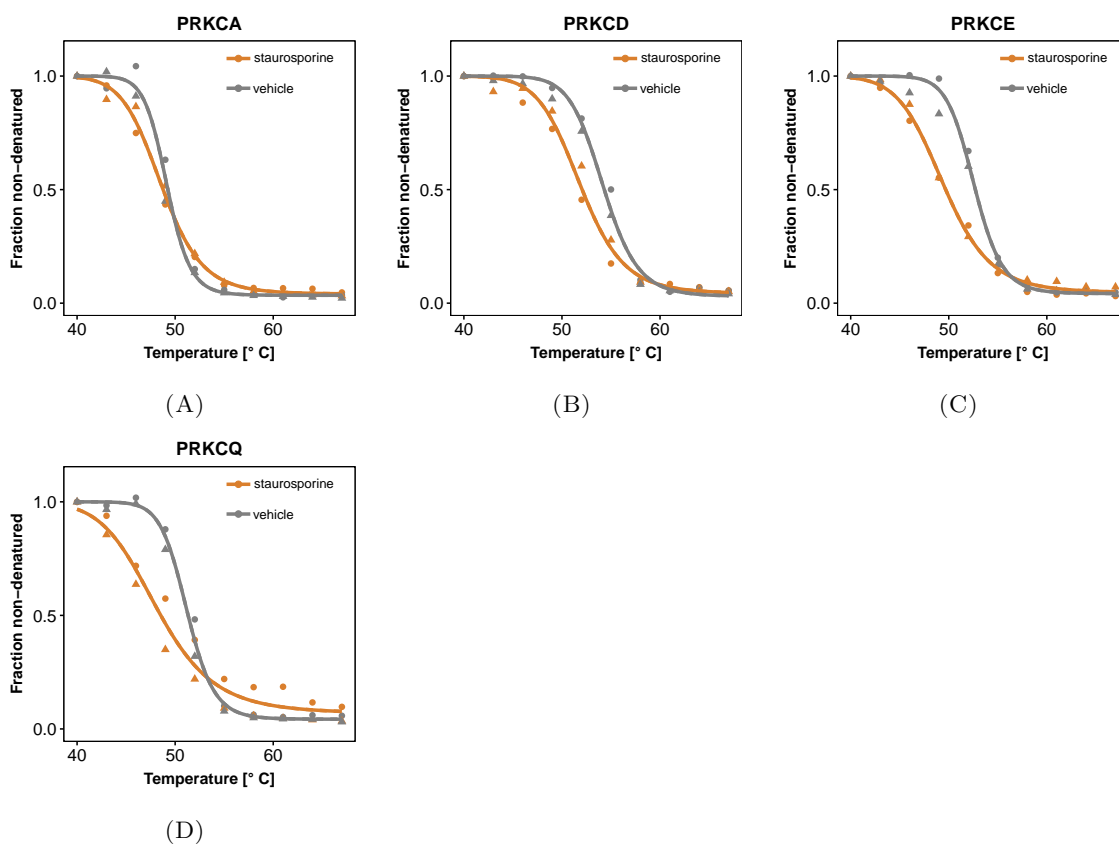 PRKCA
staurosporine
vehicle
Fraction non−denatured
1.0
0.5
0.0
40
50
60
Temperature [° C]
(A)
PRKCD
staurosporine
vehicle
Fraction non−denatured
1.0
0.5
0.0
40
50
60
Temperature [° C]
(B)
PRKCE
staurosporine
vehicle
Fraction non−denatured
1.0
0.5
0.0
40
50
60
Temperature [° C]
(C)
PRKCQ
staurosporine
vehicle
Fraction non−denatured
1.0
0.5
0.0
40
50
60
Temperature [° C]
(D)